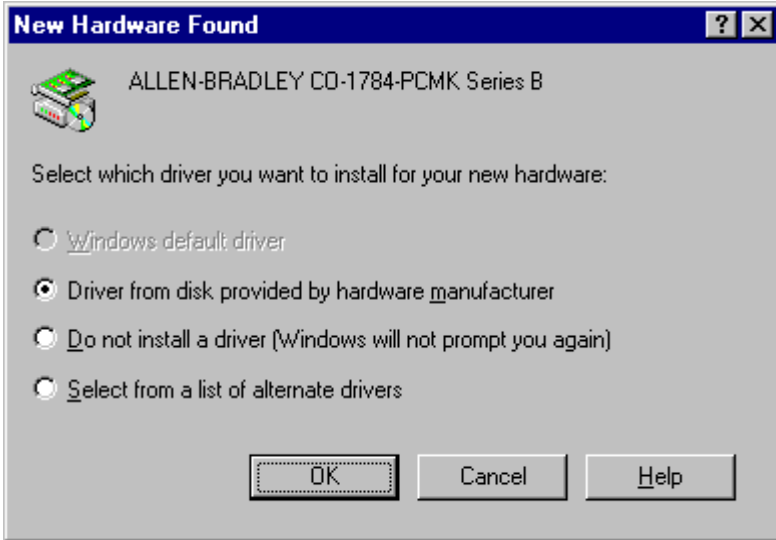 New Hardware Found
ALLEN-BRADLEY CO-1784-PCMK Series B
Select which driver you want to install for your new hardware:
Windows default driver
Driver from disk provided by hardware manufacturer
Do not install a driver (Windows will not prompt you again)
Select from a list of alternate drivers
OK Cancel Help